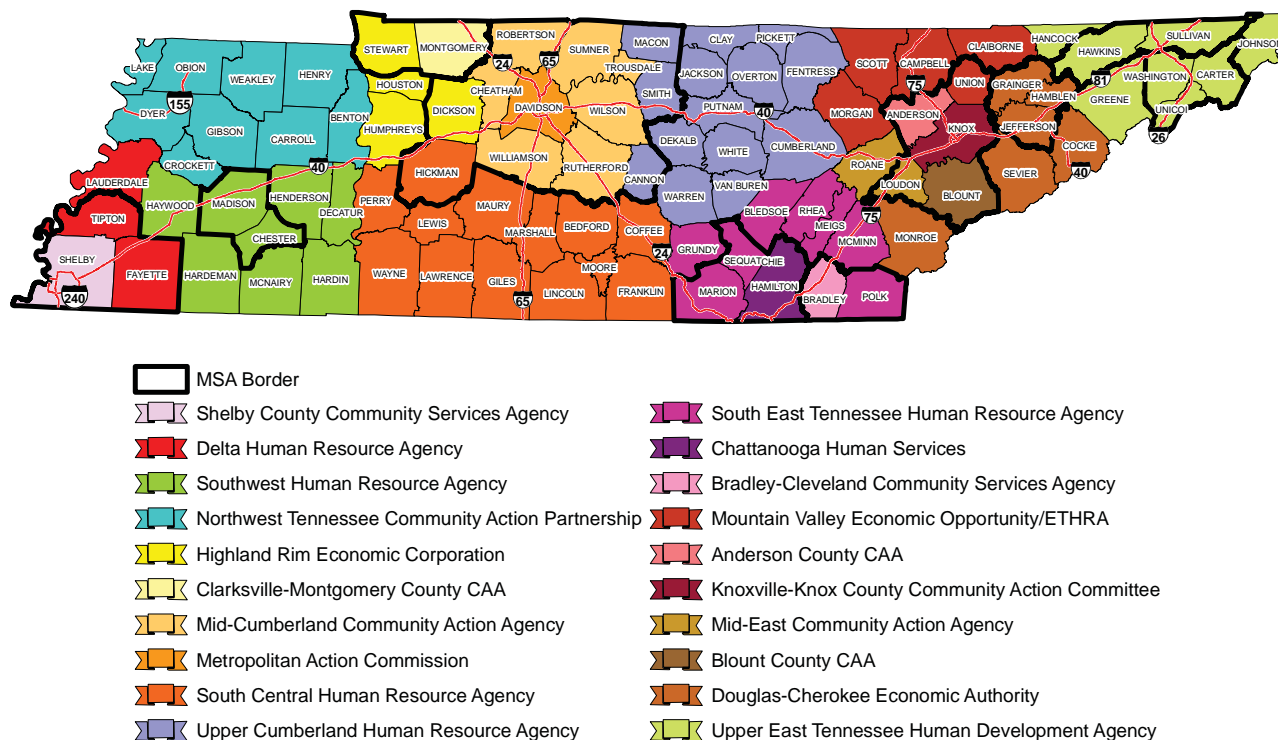 STEWART
MONTGOMERY
ROBERTSON
SUMNER
MACON
CLAY
PICKETT
CLAIBORNE
HANCOCK
HAWKINS
SULLIVAN
JOHNSON
LAKE
OBION
WEAKLEY
HENRY
HOUSTON
24
65
TROUSDALE
JACKSON
OVERTON
FENTRESS
SCOTT
CAMPBELL
75
UNION
GRAINGER
HAMBLEN
81
WASHINGTON
CARTER
155
DYER
GIBSON
CARROLL
BENTON
HUMPHREYS
DICKSON
CHEATHAM
DAVIDSON
WILSON
SMITH
PUTNAM
40
MORGAN
ANDERSON
KNOX
JEFFERSON
GREENE
UNICOI
26
CROCKETT
40
LAUDERDALE
HAYWOOD
MADISON
HENDERSON
DECATUR
PERRY
HICKMAN
WILLIAMSON
RUTHERFORD
CANNON
DEKALB
WHITE
CUMBERLAND
ROANE
LOUDON
BLOUNT
SEVIER
COCKE
40
TIPTON
CHESTER
LEWIS
MAURY
MARSHALL
BEDFORD
COFFEE
WARREN
VAN BUREN
BLEDSOE
RHEA
MEIGS
MCMINN
75
MONROE
SHELBY
240
FAYETTE
HARDEMAN
MCNAIRY
HARDIN
WAYNE
LAWRENCE
GILES
65
LINCOLN
MOORE
FRANKLIN
24
GRUNDY
SEQUATCHIE
MARION
HAMILTON
BRADLEY
POLK
MSA Border
Shelby County Community Services Agency
Delta Human Resource Agency
Southwest Human Resource Agency
Northwest Tennessee Community Action Partnership
Highland Rim Economic Corporation
Clarksville-Montgomery County CAA
Mid-Cumberland Community Action Agency
Metropolitan Action Commission
South Central Human Resource Agency
Upper Cumberland Human Resource Agency
South East Tennessee Human Resource Agency
Chattanooga Human Services
Bradley-Cleveland Community Services Agency
Mountain Valley Economic Opportunity/ETHRA
Anderson County CAA
Knoxville-Knox County Community Action Committee
Mid-East Community Action Agency
Blount County CAA
Douglas-Cherokee Economic Authority
Upper East Tennessee Human Development Agency